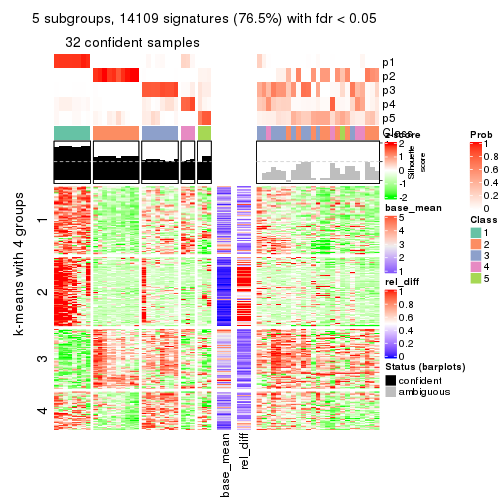 5 subgroups, 14109 signatures (76.5%) with fdr < 0.05
32 confident samples
p1
p2
p3
p4
p5
Class
Silhouette
score
k-means with 4 groups
1
2
3
4
base_mean
rel_diff
z-score
2
1
0
-1
-2
base_mean
5
4
3
2
1
rel_diff
1
0.8
0.6
0.4
0.2
0
Status (barplots)
confident
ambiguous
Prob
1
0.8
0.6
0.4
0.2
0
Class
1
2
3
4
5